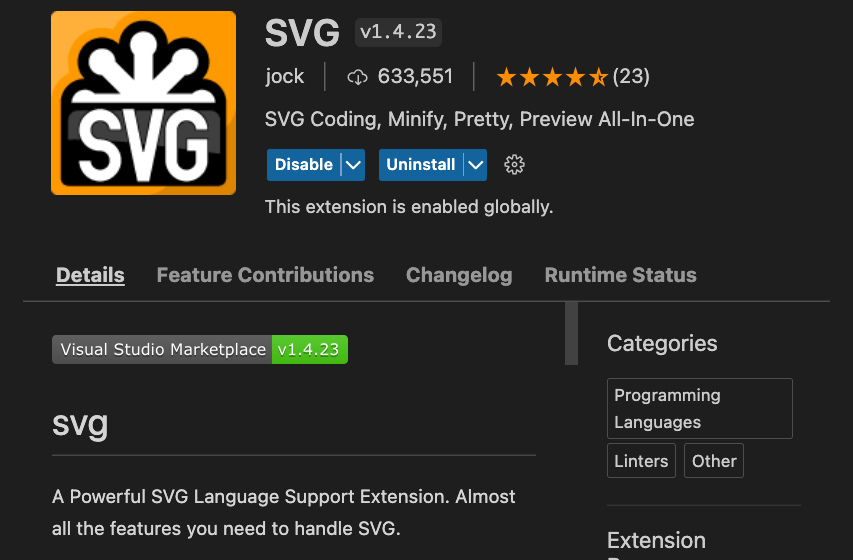 SVG v1.4.23
SVG
jock 633,551 (23)
SVG Coding, Minify, Pretty, Preview All-In-One
Disable Uninstall
This extension is enabled globally.
Details Feature Contributions Changelog Runtime Status
Visual Studio Marketplace v1.4.23
svg
A Powerful SVG Language Support Extension. Almost
all the features you need to handle SVG.
Categories
Programming
Languages
Linters Other
Extension